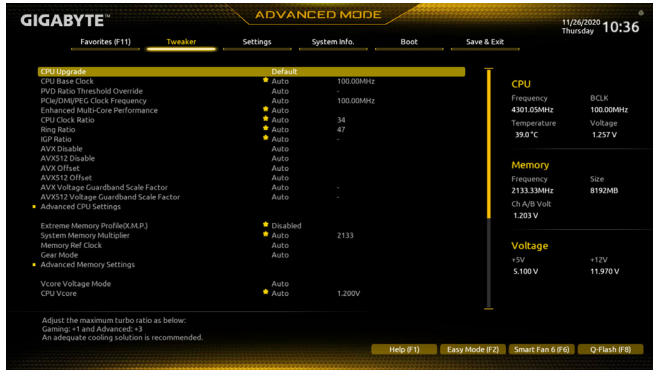 GIGABYTE™
ADVANCED MODE
11/26/2020 Thursday 10:36
Favorites (F11) Tweaker Settings System Info. Boot Save & Exit
CPU Upgrade Default
CPU Base Clock Auto 100.00MHz
PVD Ratio Threshold Override Auto -
PCIe/DMI/PEG Clock Frequency Auto 100.00MHz
Enhanced Multi-Core Performance Auto
CPU Clock Ratio Auto 34
Ring Ratio Auto 47
IGP Ratio Auto -
AVX Disable Auto
AVX512 Disable Auto
AVX Offset Auto
AVX512 Offset Auto
AVX Voltage Guardband Scale Factor Auto -
AVX512 Voltage Guardband Scale Factor Auto -
Advanced CPU Settings
Extreme Memory Profile(X.M.P.) Disabled
System Memory Multiplier Auto 2133
Memory Ref Clock Auto
Gear Mode Auto
Advanced Memory Settings
Vcore Voltage Mode Auto
CPU Vcore Auto 1.200V
CPU
Frequency BCLK
4301.05MHz 100.00MHz
Temperature Voltage
39.0 °C 1.257 V
Memory
Frequency Size
2133.33MHz 8192MB
Ch A/B Volt
1.203 V
Voltage
+5V +12V
5.100 V 11.970 V
Adjust the maximum turbo ratio as below:
Gaming: +1 and Advanced: +3
An adequate cooling solution is recommended.
Help (F1) Easy Mode (F2) Smart Fan 6 (F6) Q-Flash (F8)